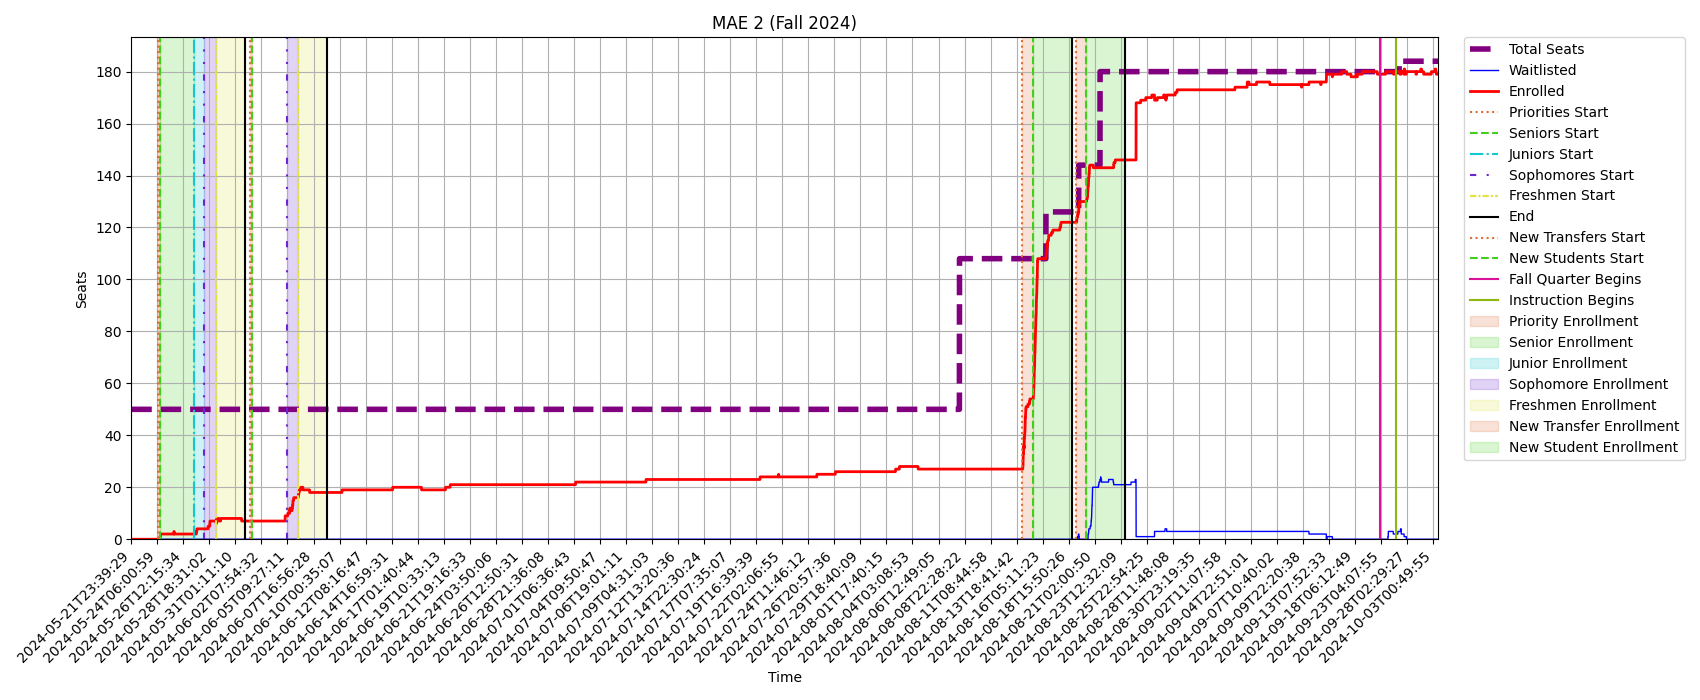 MAE 2 (Fall 2024)
Seats
180
160
140
120
100
80
60
40
20
0
2024-05-21T23:39:29
2024-05-24T06:00:59
2024-05-26T12:15:34
2024-05-28T18:31:02
2024-05-31T01:11:10
2024-06-02T07:54:32
2024-06-05T09:27:11
2024-06-07T16:56:28
2024-06-10T00:35:07
2024-06-12T08:16:47
2024-06-14T16:59:31
2024-06-17T01:40:44
2024-06-19T10:33:13
2024-06-21T19:16:33
2024-06-24T03:50:06
2024-06-26T12:50:31
2024-06-28T21:36:08
2024-07-01T06:36:43
2024-07-04T09:50:47
2024-07-06T19:01:11
2024-07-09T04:31:03
2024-07-12T13:20:36
2024-07-14T22:30:24
2024-07-17T07:35:07
2024-07-19T16:39:39
2024-07-22T02:06:55
2024-07-24T11:46:12
2024-07-26T20:57:36
2024-07-29T18:40:09
2024-08-01T17:40:15
2024-08-04T03:08:53
2024-08-06T12:49:05
2024-08-08T22:28:22
2024-08-11T08:44:58
2024-08-13T18:41:42
2024-08-16T05:11:23
2024-08-18T15:50:26
2024-08-21T02:00:50
2024-08-23T12:32:09
2024-08-25T22:54:25
2024-08-28T11:48:08
2024-08-30T23:19:35
2024-09-02T11:07:58
2024-09-04T22:51:01
2024-09-07T10:40:02
2024-09-09T22:20:38
2024-09-13T07:52:33
2024-09-18T06:12:49
2024-09-23T04:07:55
2024-09-28T02:29:27
2024-10-03T00:49:55
Time
Total Seats
Waitlisted
Enrolled
Priorities Start
Seniors Start
Juniors Start
Sophomores Start
Freshmen Start
End
New Transfers Start
New Students Start
Fall Quarter Begins
Instruction Begins
Priority Enrollment
Senior Enrollment
Junior Enrollment
Sophomore Enrollment
Freshmen Enrollment
New Transfer Enrollment
New Student Enrollment